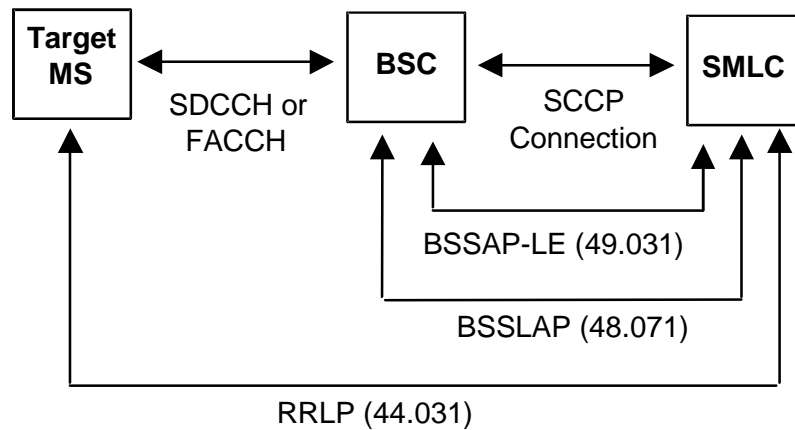 Target
MS
BSC
SMLC
SDCCH or
FACCH
SCCP
Connection
BSSAP-LE (49.031)
BSSLAP (48.071)
RRLP (44.031)